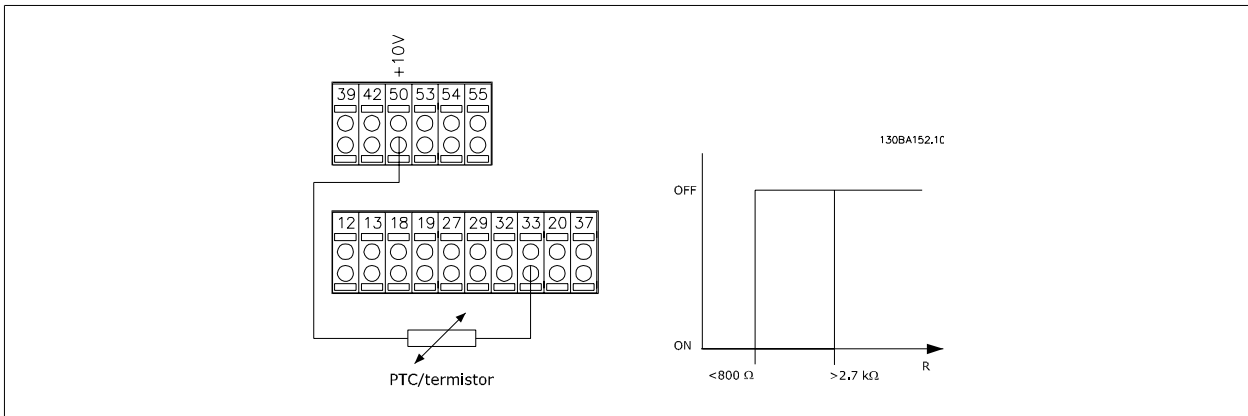 +10V
39 42 50 53 54 55
12 13 18 19 27 29 32 33 20 37
PTC/termistor
130BA152.10
OFF
ON
<800 Ω
>2.7 kΩ
R